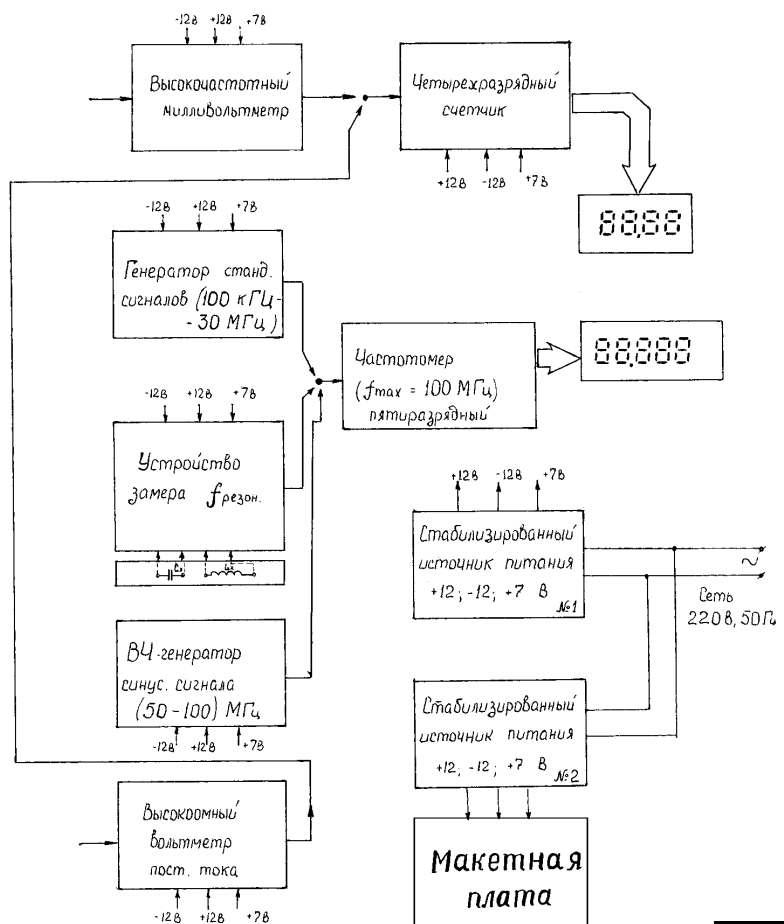 -12В +12В +7В
Высокочастотный
милливольтметр
Четырехразрядный
счетчик
+12В -12В +7В
88,88
-12В +12В +7В
Генератор станд.
сигналов (100 кГц-
-30 МГц)
Частотомер
(fmax = 100 МГц)
пятиразрядный
88,888
-12В +12В +7В
Устройство
замера fрезон.
Cx Lx
+12В -12В +7В
Стабилизированный
источник питания
+12; -12; +7 В
№1
~
Сеть
220В, 50Гц
ВЧ-генератор
синус. сигнала
(50-100) МГц
-12В +12В +7В
Стабилизированный
источник питания
+12; -12; +7 В
№2
Высокоомный
вольтметр
пост. тока
-12В +12В +7В
Макетная
плата